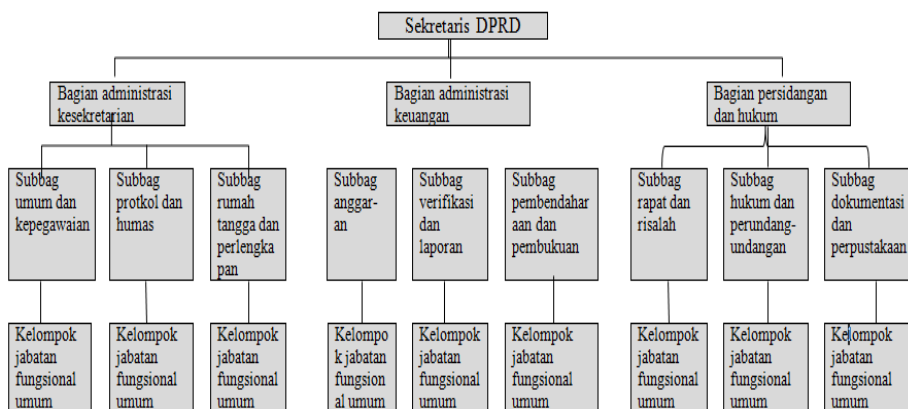 Sekretaris DPRD
Bagian administrasi
kesekretarian
Bagian administrasi
keuangan
Bagian persidangan
dan hukum
Subbag
umum dan
kepegawaian
Subbag
protkol dan
humas
Subbag
rumah
tangga dan
perlengka
pan
Subbag
anggar-
an
Subbag
verifikasi
dan
laporan
Subbag
pembendahar
aan dan
pembukuan
Subbag
rapat dan
risalah
Subbag
hukum dan
perundang-
undangan
Subbag
dokumentasi
dan
perpustakaan
Kelompok
jabatan
fungsional
umum
Kelompok
jabatan
fungsional
umum
Kelompok
jabatan
fungsional
umum
Kelompo
k jabatan
fungsion
al umum
Kelompok
jabatan
fungsional
umum
Kelompok
jabatan
fungsional
umum
Kelompok
jabatan
fungsional
umum
Kelompok
jabatan
fungsional
umum
Kelompok
jabatan
fungsional
umum